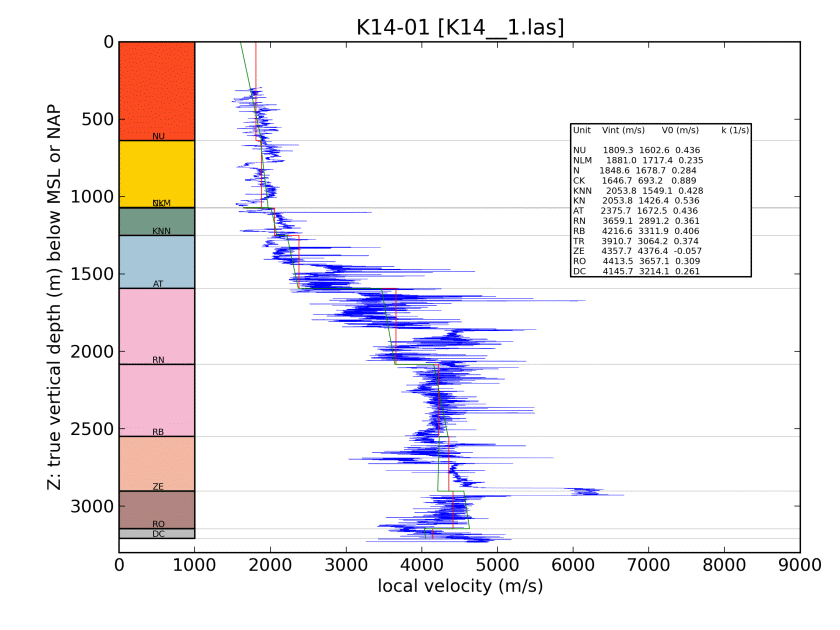 K14-01 [K14__1.las]
Z: true vertical depth (m) below MSL or NAP
0
500
1000
1500
2000
2500
3000
NU
NLM
KNN
AT
RN
RB
ZE
RO
DC
Unit Vint (m/s) V0 (m/s) k (1/s)
NU 1809.3 1602.6 0.436
NLM 1881.0 1717.4 0.235
N 1848.6 1678.7 0.284
CK 1646.7 693.2 0.889
KNN 2053.8 1549.1 0.428
KN 2053.8 1426.4 0.536
AT 2375.7 1672.5 0.436
RN 3659.1 2891.2 0.361
RB 4216.6 3311.9 0.406
TR 3910.7 3064.2 0.374
ZE 4357.7 4376.4 -0.057
RO 4413.5 3657.1 0.309
DC 4145.7 3214.1 0.261
0 1000 2000 3000 4000 5000 6000 7000 8000 9000
local velocity (m/s)